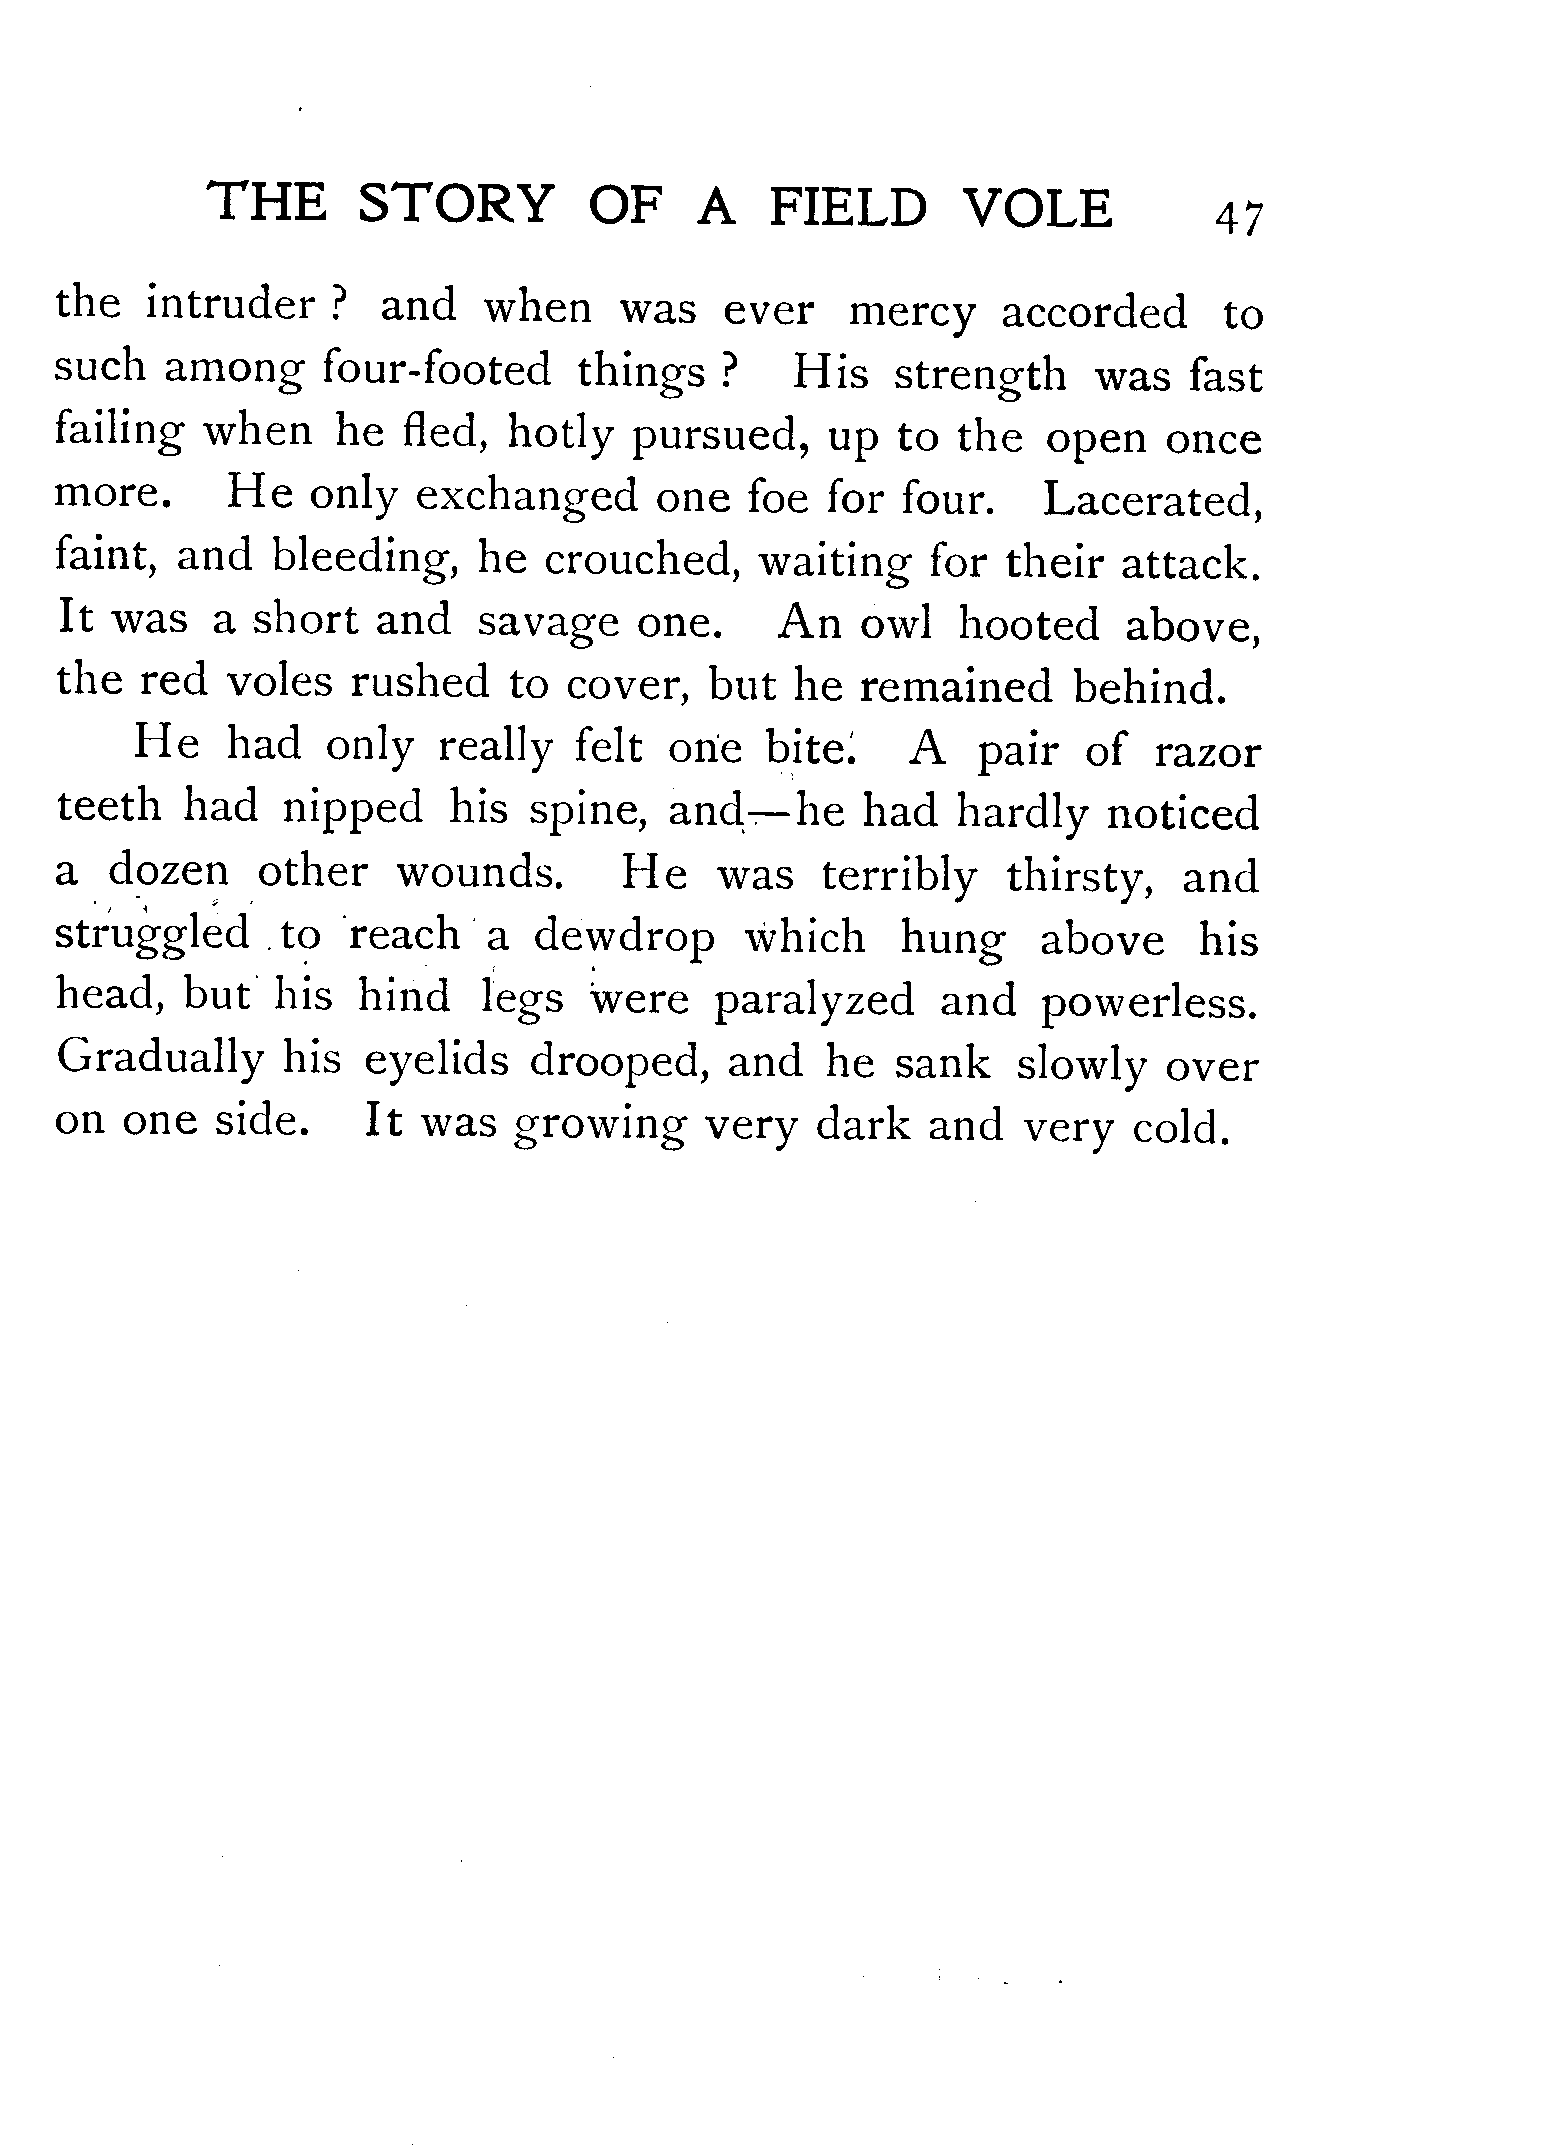 THE STORY OF A FIELD VOLE 47
the intruder ? and when was ever mercy accorded to
such among four-footed things ? His strength was fast
failing when he fled, hotly pursued, up to the open once
more. He only exchanged one foe for four. Lacerated,
faint, and bleeding, he crouched, waiting for their attack.
It was a short and savage one. An owl hooted above,
the red voles rushed to cover, but he remained behind.
He had only really felt one bite. A pair of razor
teeth had nipped his spine, and—he had hardly noticed
a dozen other wounds. He was terribly thirsty, and
struggled to reach a dewdrop which hung above his
head, but his hind legs were paralyzed and powerless.
Gradually his eyelids drooped, and he sank slowly over
on one side. It was growing very dark and very cold.